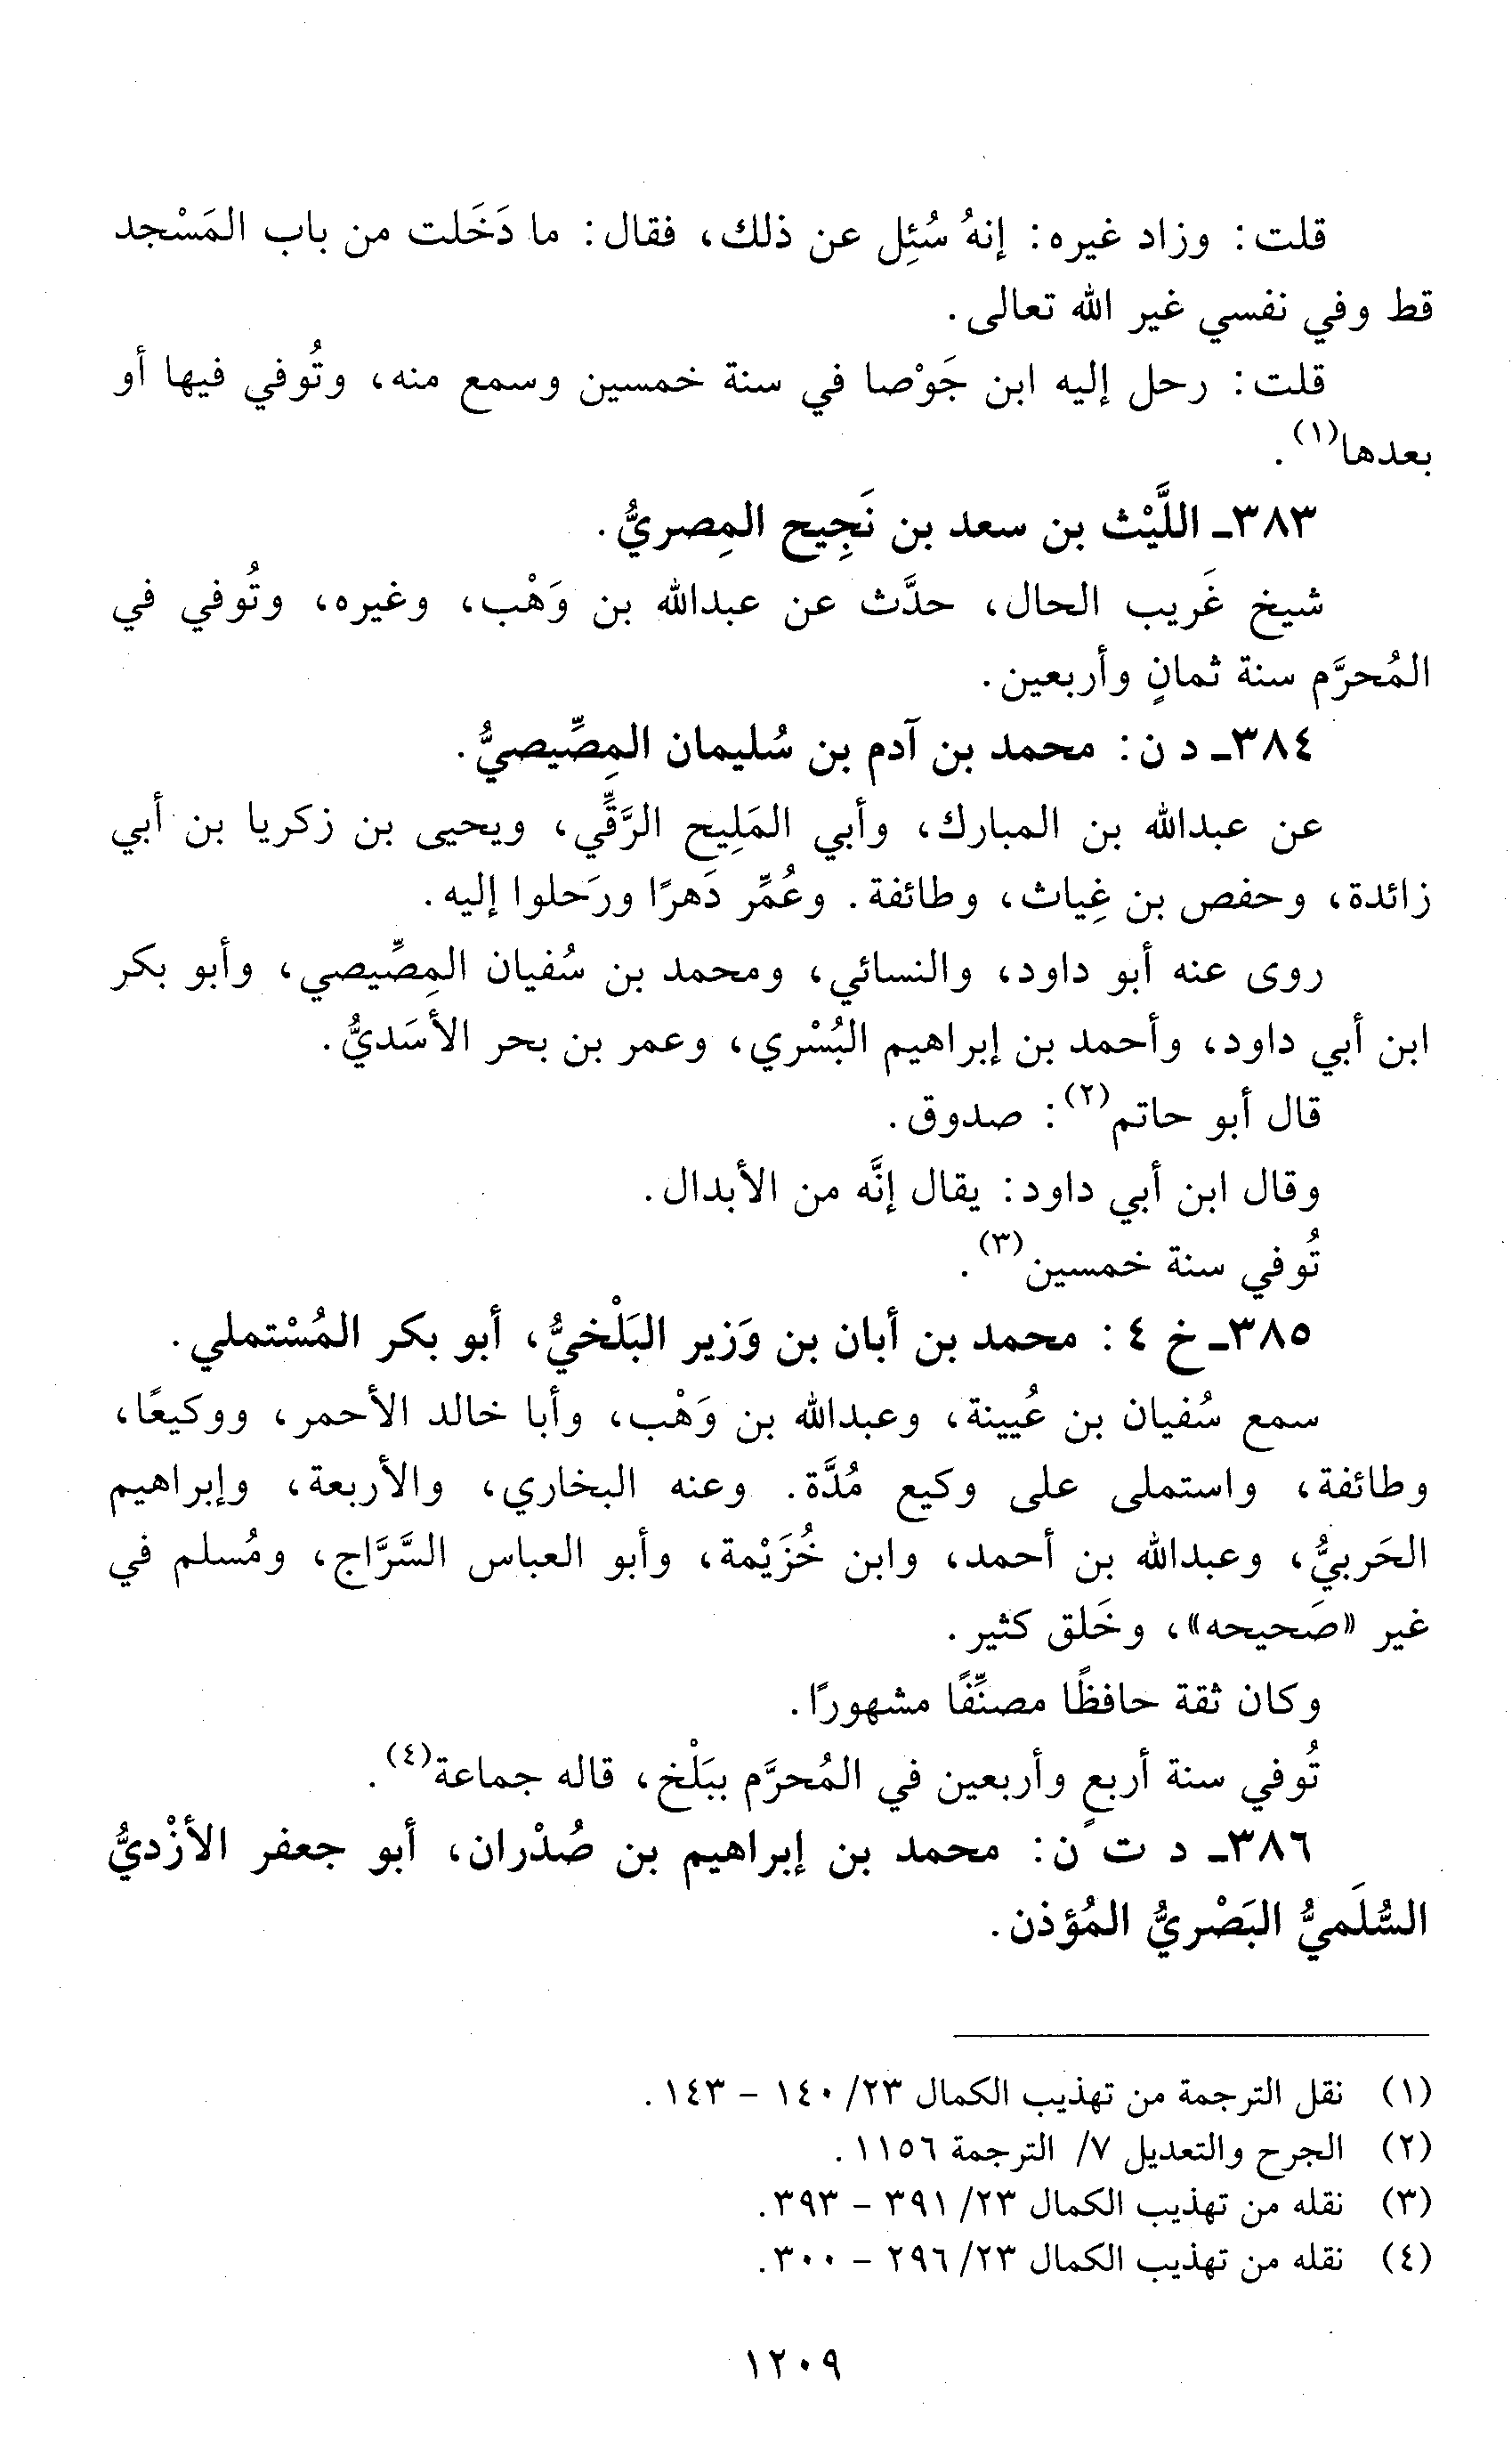 قلت: وزاد غيره: إنهُ سُئِل عن ذلك، فقال: ما دَخَلت من باب المَسْجد
قط وفي نفسي غير الله تعالى.
قلت: رحل إليه ابن جَوْصا في سنة خمسين وسمع منه، وتُوفي فيها أو
بعدها(١).
٣٨٣ـ اللَّيْث بن سعد بن نَجِيح المِصريُّ.
شيخ غَريب الحال، حدَّث عن عبدالله بن وَهْب، وغيره، وتُوفي في
المُحرَّم سنة ثمانٍ وأربعين.
٣٨٤ـ د ن: محمد بن آدم بن سُليمان المِصِّيصيُّ.
عن عبدالله بن المبارك، وأبي المَلِيح الرَّقِّي، ويحيى بن زكريا بن أبي
زائدة، وحفص بن غِياث، وطائفة. وعُمِّر دَهرًا ورَحلوا إليه.
روى عنه أبو داود، والنسائي، ومحمد بن سُفيان المِصِّيصي، وأبو بكر
ابن أبي داود، وأحمد بن إبراهيم البُسْري، وعمر بن بحر الأسَديُّ.
قال أبو حاتم(٢): صدوق.
وقال ابن أبي داود: يقال إنَّه من الأبدال.
تُوفي سنة خمسين(٣).
٣٨٥ـ خ ٤: محمد بن أبان بن وَزير البَلْخيُّ، أبو بكر المُسْتملي.
سمع سُفيان بن عُيينة، وعبدالله بن وَهْب، وأبا خالد الأحمر، ووكيعًا،
وطائفة، واستملى على وكيع مُدَّة. وعنه البخاري، والأربعة، وإبراهيم
الحَربيُّ، وعبدالله بن أحمد، وابن خُزَيْمة، وأبو العباس السَّرَّاج، ومُسلم في
غير «صَحيحه»، وخَلق كثير.
وكان ثقة حافظًا مصنِّفًا مشهورًا.
تُوفي سنة أربعٍ وأربعين في المُحرَّم ببَلْخ، قاله جماعة(٤).
٣٨٦ـ د ت ن: محمد بن إبراهيم بن صُدْران، أبو جعفر الأزْديُّ
السُّلَميُّ البَصْريُّ المُؤذن.
(١) نقل الترجمة من تهذيب الكمال ٢٣/ ١٤٠ - ١٤٣.
(٢) الجرح والتعديل ٧/ الترجمة ١١٥٦.
(٣) نقله من تهذيب الكمال ٢٣/ ٣٩١ - ٣٩٣.
(٤) نقله من تهذيب الكمال ٢٣/ ٢٩٦ - ٣٠٠.
١٢٠٩